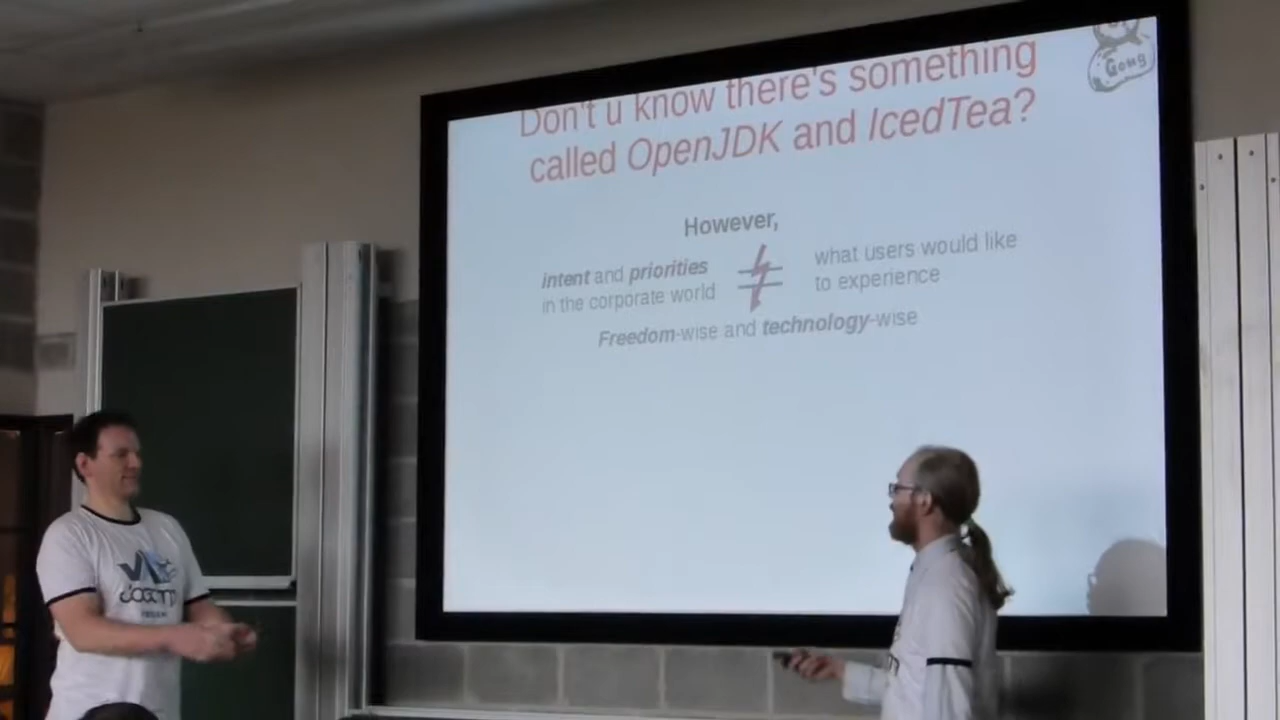 Gong
Don't u know there's something
called OpenJDK and IcedTea?
However,
intent and priorities
in the corporate world
≠
what users would like
to experience
Freedom-wise and technology-wise